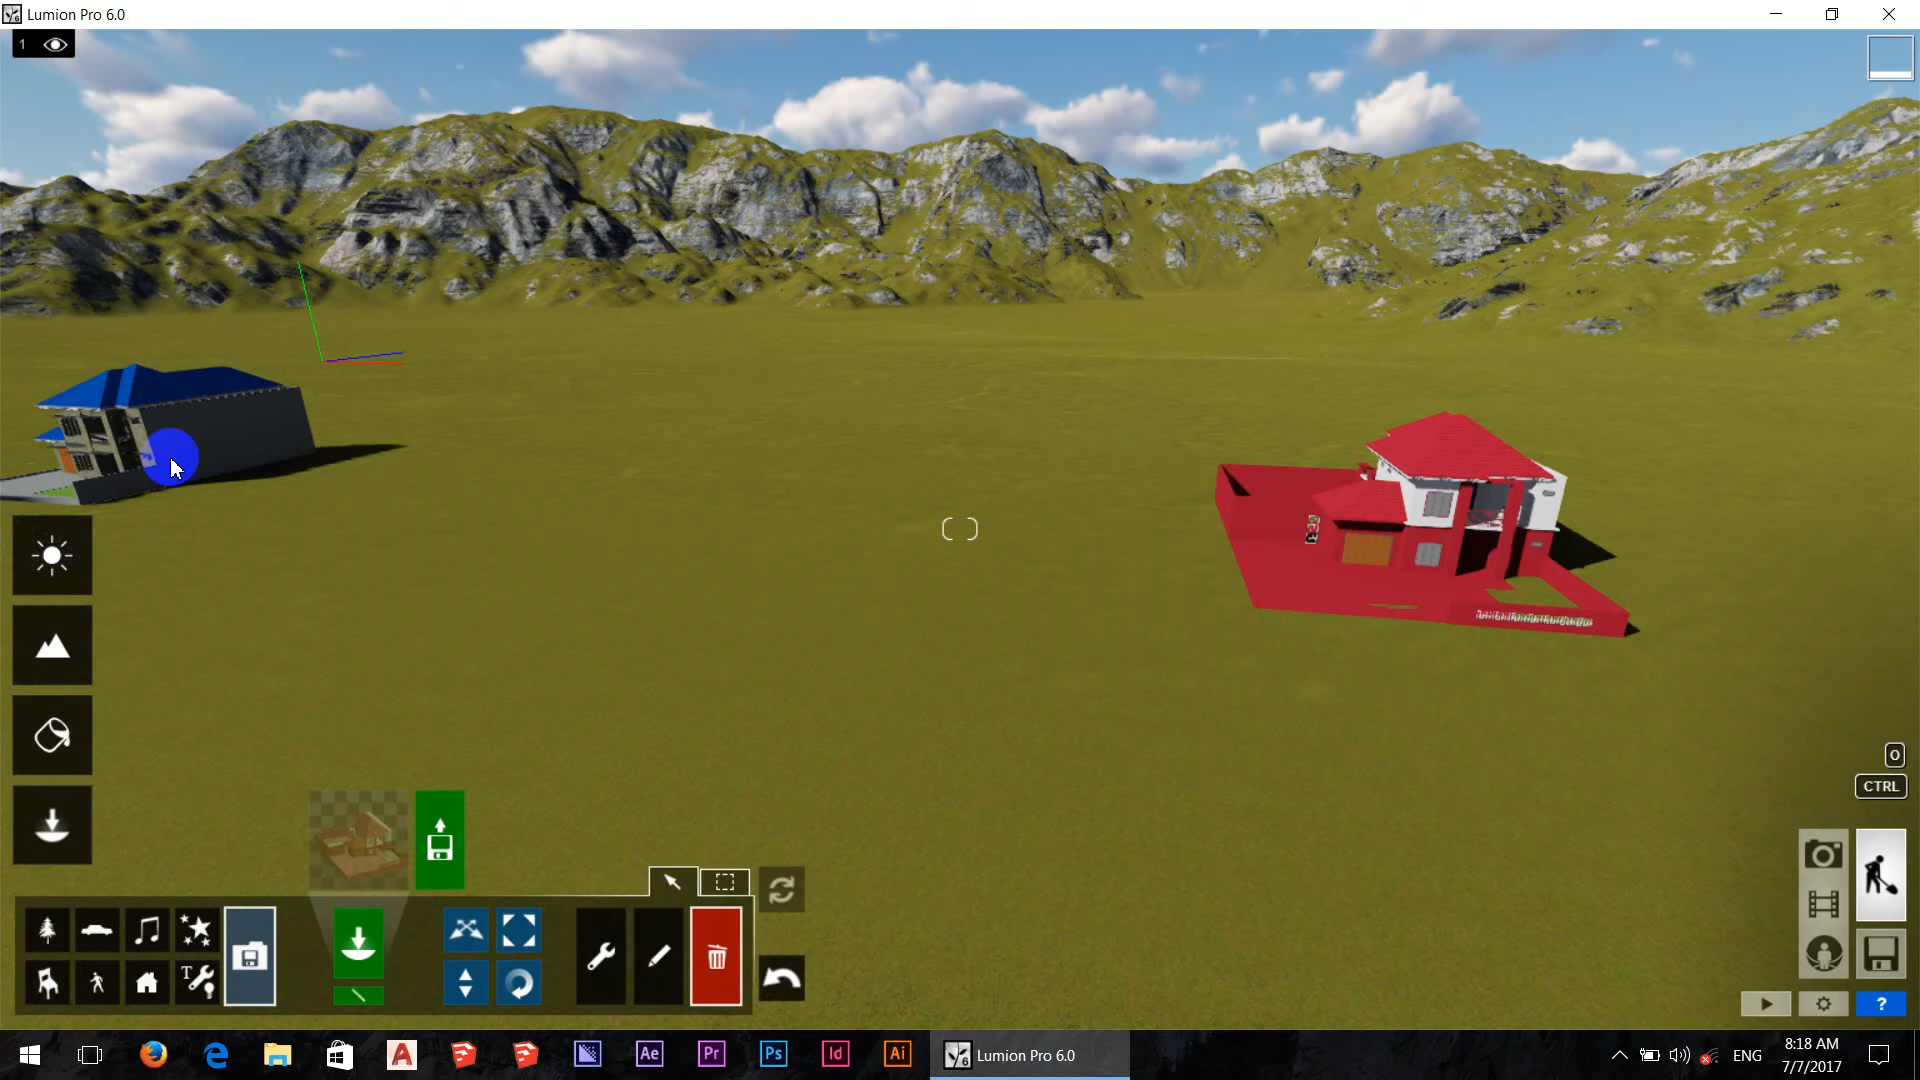 Lumion Pro 6.0
1
O
CTRL
T
?
Ae
Pr
Ps
Id
Ai
6
Lumion Pro 6.0
ENG
8:18 AM
7/7/2017